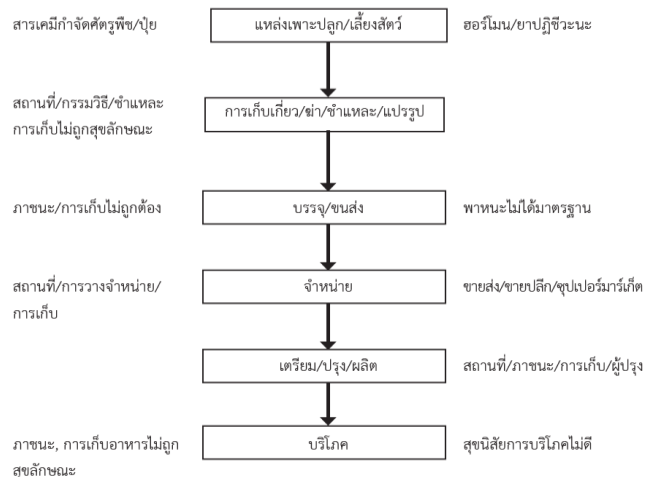 สารเคมีกำจัดศัตรูพืช/ปุ๋ย
แหล่งเพาะปลูก/เลี้ยงสัตว์
ฮอร์โมน/ยาปฏิชีวะนะ
สถานที่/กรรมวิธี/ชำแหละ
การเก็บไม่ถูกสุขลักษณะ
การเก็บเกี่ยว/ฆ่า/ชำแหละ/แปรรูป
ภาชนะ/การเก็บไม่ถูกต้อง
บรรจุ/ขนส่ง
พาหนะไม่ได้มาตรฐาน
สถานที่/การวางจำหน่าย/
การเก็บ
จำหน่าย
ขายส่ง/ขายปลีก/ซุปเปอร์มาร์เก็ต
เตรียม/ปรุง/ผลิต
สถานที่/ภาชนะ/การเก็บ/ผู้ปรุง
ภาชนะ, การเก็บอาหารไม่ถูก
สุขลักษณะ
บริโภค
สุขนิสัยการบริโภคไม่ดี